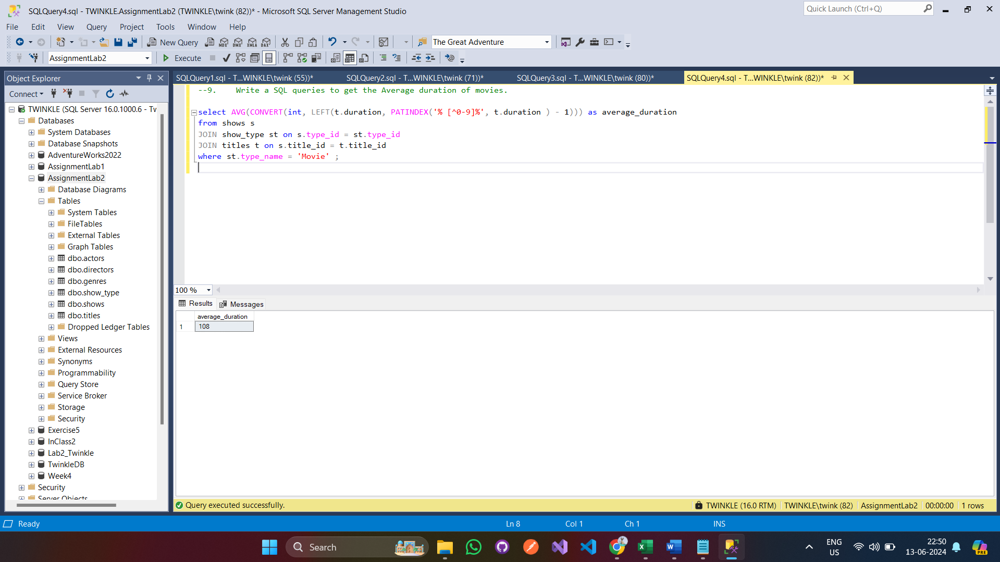 SQLQuery4.sql - TWINKLE.AssignmentLab2 (TWINKLE\twink (82))* - Microsoft SQL Server Management Studio
Quick Launch (Ctrl+Q)
File Edit View Query Project Tools Window Help
New Query
MDX DMX XMLA DAX
The Great Adventure
AssignmentLab2
Execute
Object Explorer
SQLQuery1.sql - T...WINKLE\twink (55))*
SQLQuery2.sql - T...WINKLE\twink (71))*
SQLQuery3.sql - T...WINKLE\twink (80))*
SQLQuery4.sql - T...WINKLE\twink (82))*
Connect
TWINKLE (SQL Server 16.0.1000.6 - Tv
Databases
System Databases
Database Snapshots
AdventureWorks2022
AssignmentLab1
AssignmentLab2
Database Diagrams
Tables
System Tables
FileTables
External Tables
Graph Tables
dbo.actors
dbo.directors
dbo.genres
dbo.show_type
dbo.shows
dbo.titles
Dropped Ledger Tables
Views
External Resources
Synonyms
Programmability
Query Store
Service Broker
Storage
Security
Exercise5
InClass2
Lab2_Twinkle
TwinkleDB
Week4
Security
Server Objects
--9.    Write a SQL queries to get the Average duration of movies.
select AVG(CONVERT(int, LEFT(t.duration, PATINDEX('% [^0-9]%', t.duration ) - 1))) as average_duration
from shows s
JOIN show_type st on s.type_id = st.type_id
JOIN titles t on s.title_id = t.title_id
where st.type_name = 'Movie' ;
100 %
Results Messages
average_duration
1 108
Query executed successfully.
TWINKLE (16.0 RTM) TWINKLE\twink (82) AssignmentLab2 00:00:00 1 rows
Ready Ln 8 Col 1 Ch 1 INS
Search
ENG
US
22:50
13-06-2024
PRE